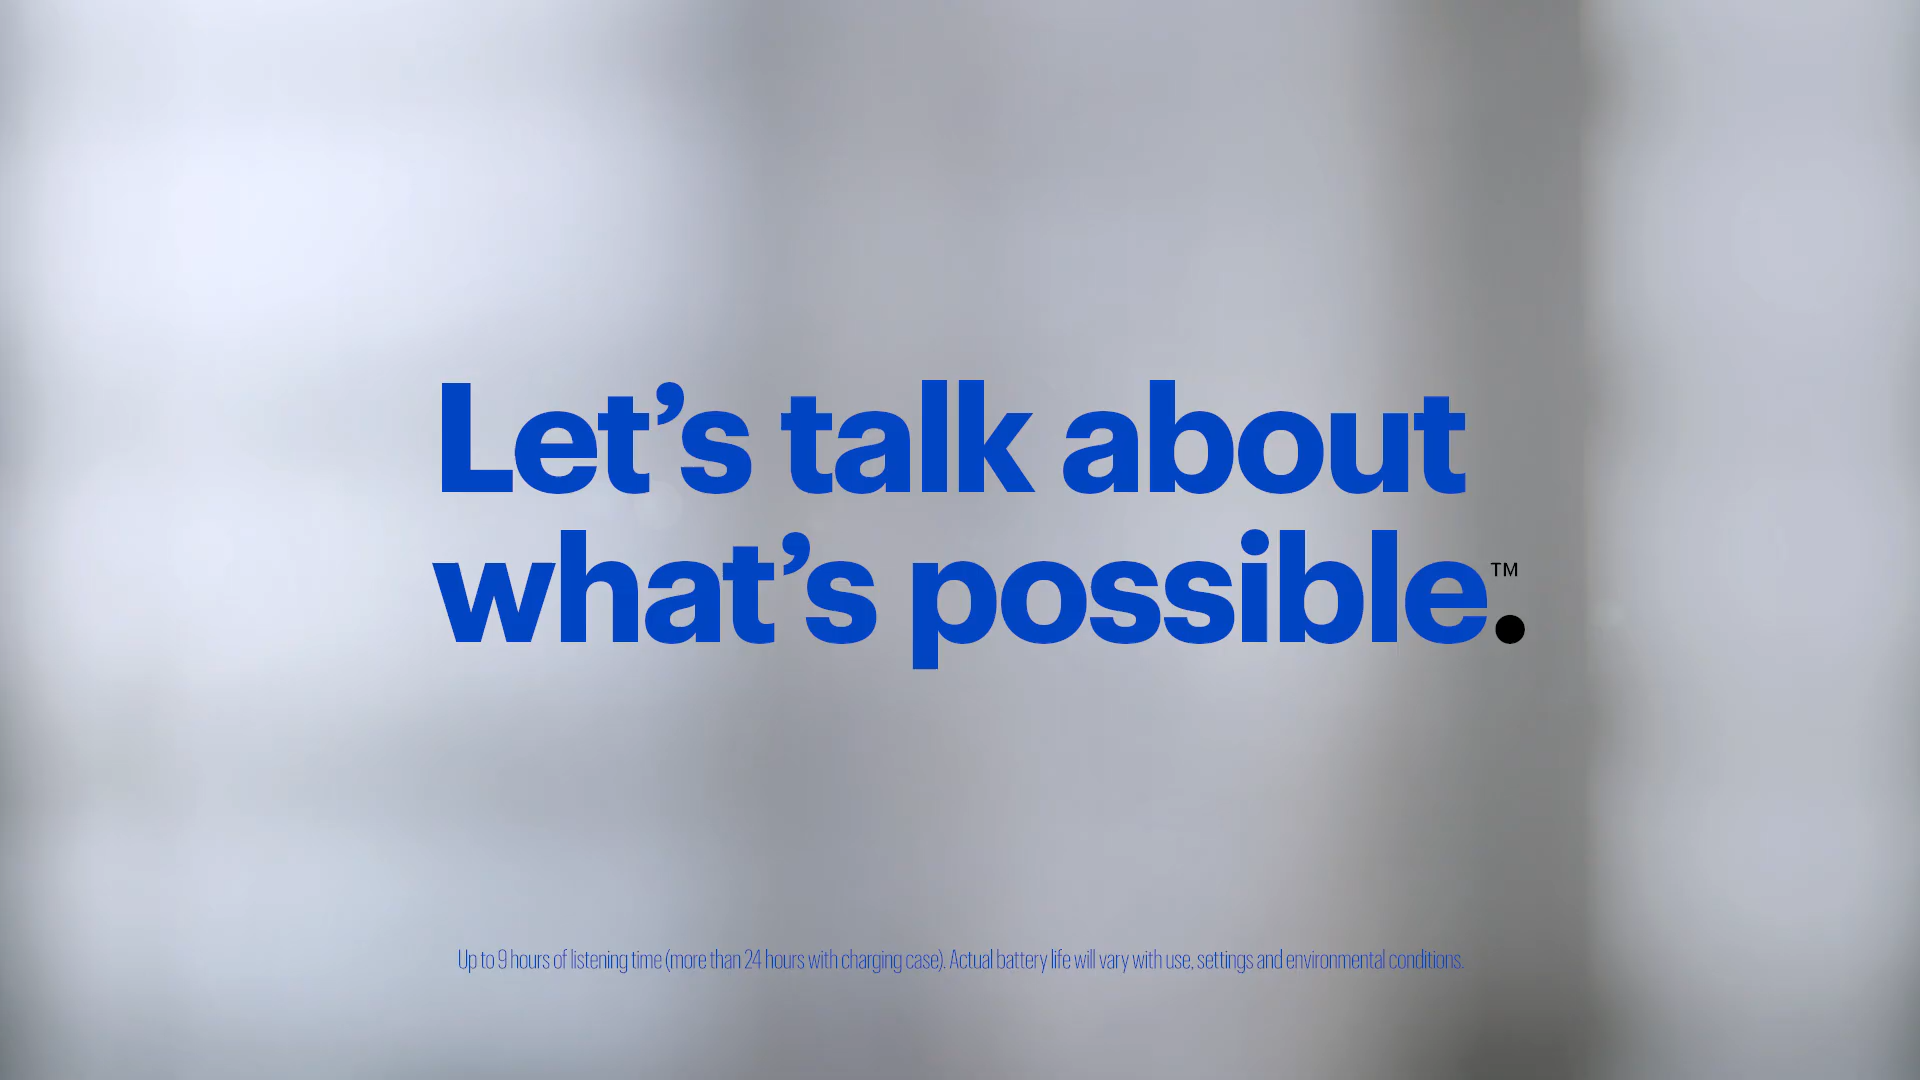 Let’s talk about
what’s possible.™
Up to 9 hours of listening time (more than 24 hours with charging case). Actual battery life will vary with use, settings and environmental conditions.